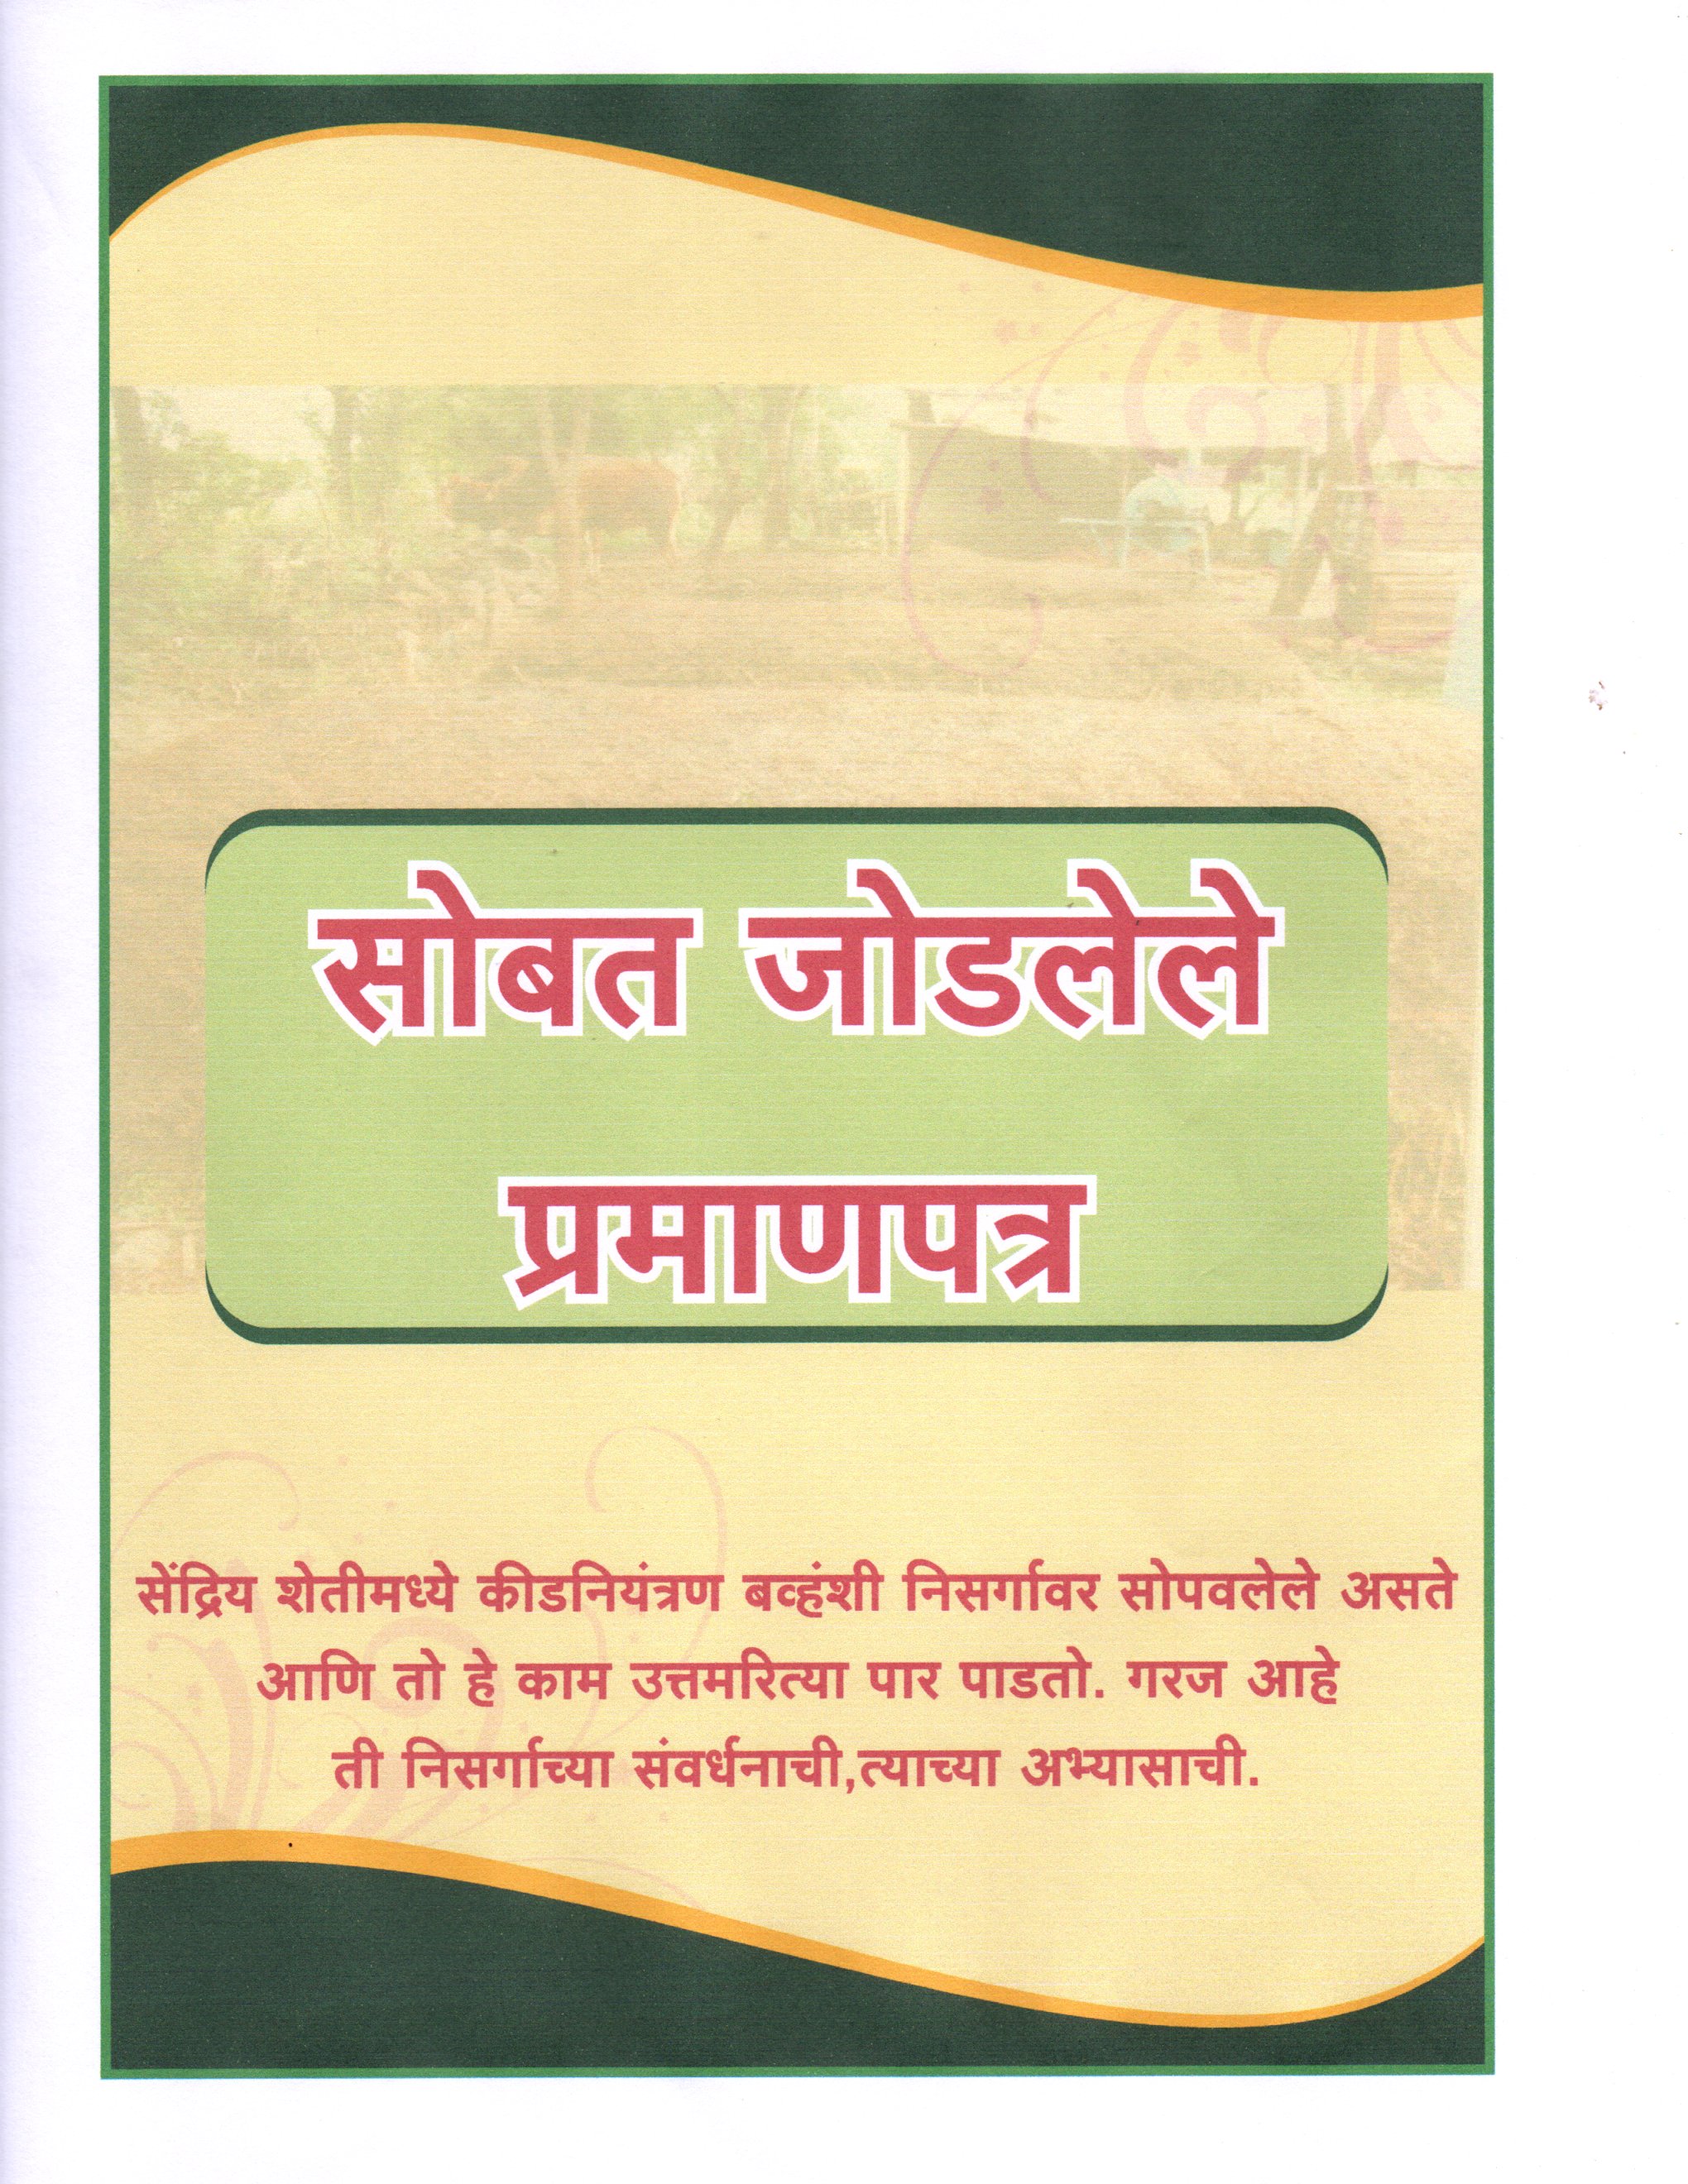 सोबत जोडलेले
प्रमाणपत्र
सेंद्रिय शेतीमध्ये कीडनियंत्रण बव्हंशी निसर्गावर सोपवलेले असते
आणि तो हे काम उत्तमरित्या पार पाडतो. गरज आहे
ती निसर्गाच्या संवर्धनाची,त्याच्या अभ्यासाची.